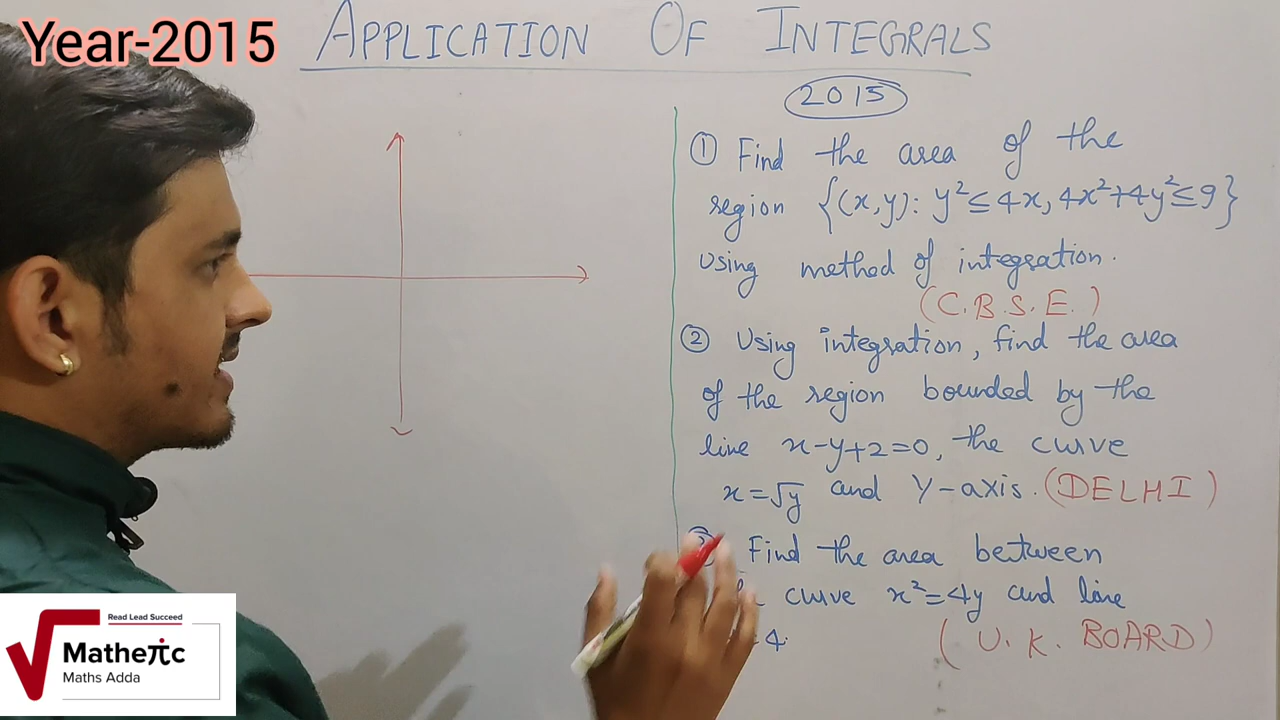 Year-2015
APPLICATION OF INTEGRALS
2015
① Find the area of the
region {(x,y): y²≤4x, 4x²+4y²≤9}
using method of integration.
(C.B.S.E.)
② Using integration, find the area
of the region bounded by the
line x-y+2=0, the curve
x=√y and Y-axis. (DELHI)
Find the area between
curve x²=4y and line
4.
(U.K. BOARD)
Read Lead Succeed
Matheπtic
Maths Adda